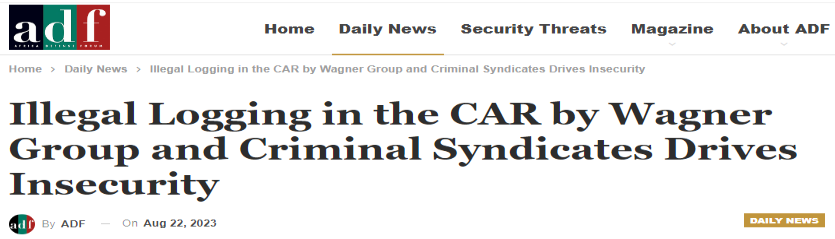 adf
AFRICA DEFENSE FORUM
Home Daily News Security Threats Magazine About ADF
Home > Daily News > Illegal Logging in the CAR by Wagner Group and Criminal Syndicates Drives Insecurity
Illegal Logging in the CAR by Wagner
Group and Criminal Syndicates Drives
Insecurity
adf By ADF — On Aug 22, 2023 DAILY NEWS